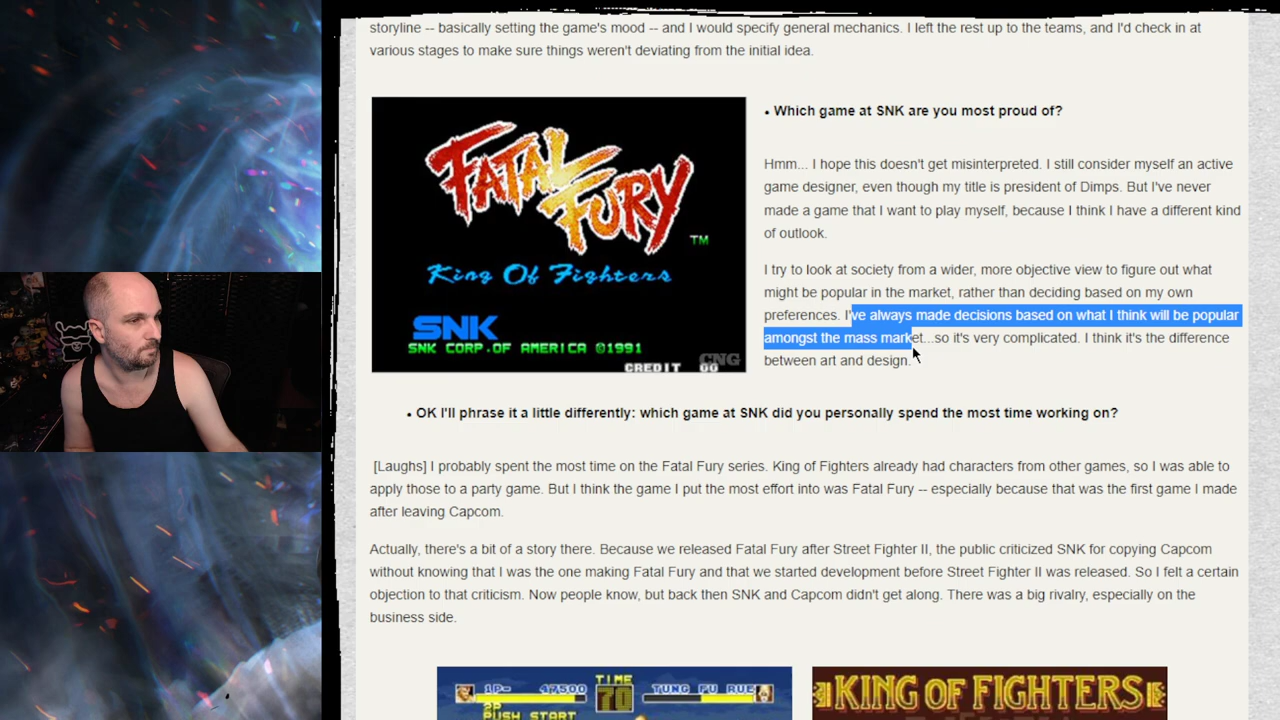 storyline -- basically setting the game's mood -- and I would specify general mechanics. I left the rest up to the teams, and I'd check in at
various stages to make sure things weren't deviating from the initial idea.
FATAL
FURY
TM
King Of Fighters
SNK
SNK CORP.OF AMERICA ©1991
CNG
CREDIT 00
• Which game at SNK are you most proud of?
Hmm... I hope this doesn't get misinterpreted. I still consider myself an active
game designer, even though my title is president of Dimps. But I've never
made a game that I want to play myself, because I think I have a different kind
of outlook.
I try to look at society from a wider, more objective view to figure out what
might be popular in the market, rather than deciding based on my own
preferences. I've always made decisions based on what I think will be popular
amongst the mass market...so it's very complicated. I think it's the difference
between art and design.
• OK I'll phrase it a little differently: which game at SNK did you personally spend the most time working on?
[Laughs] I probably spent the most time on the Fatal Fury series. King of Fighters already had characters from other games, so I was able to
apply those to a party game. But I think the game I put the most effort into was Fatal Fury -- especially because that was the first game I made
after leaving Capcom.
Actually, there's a bit of a story there. Because we released Fatal Fury after Street Fighter II, the public criticized SNK for copying Capcom
without knowing that I was the one making Fatal Fury and that we started development before Street Fighter II was released. So I felt a certain
objection to that criticism. Now people know, but back then SNK and Capcom didn't get along. There was a big rivalry, especially on the
business side.
1P- 47500 TIME TUNG FU RUE
70
2P
PUSH START
KING OF FIGHTERS